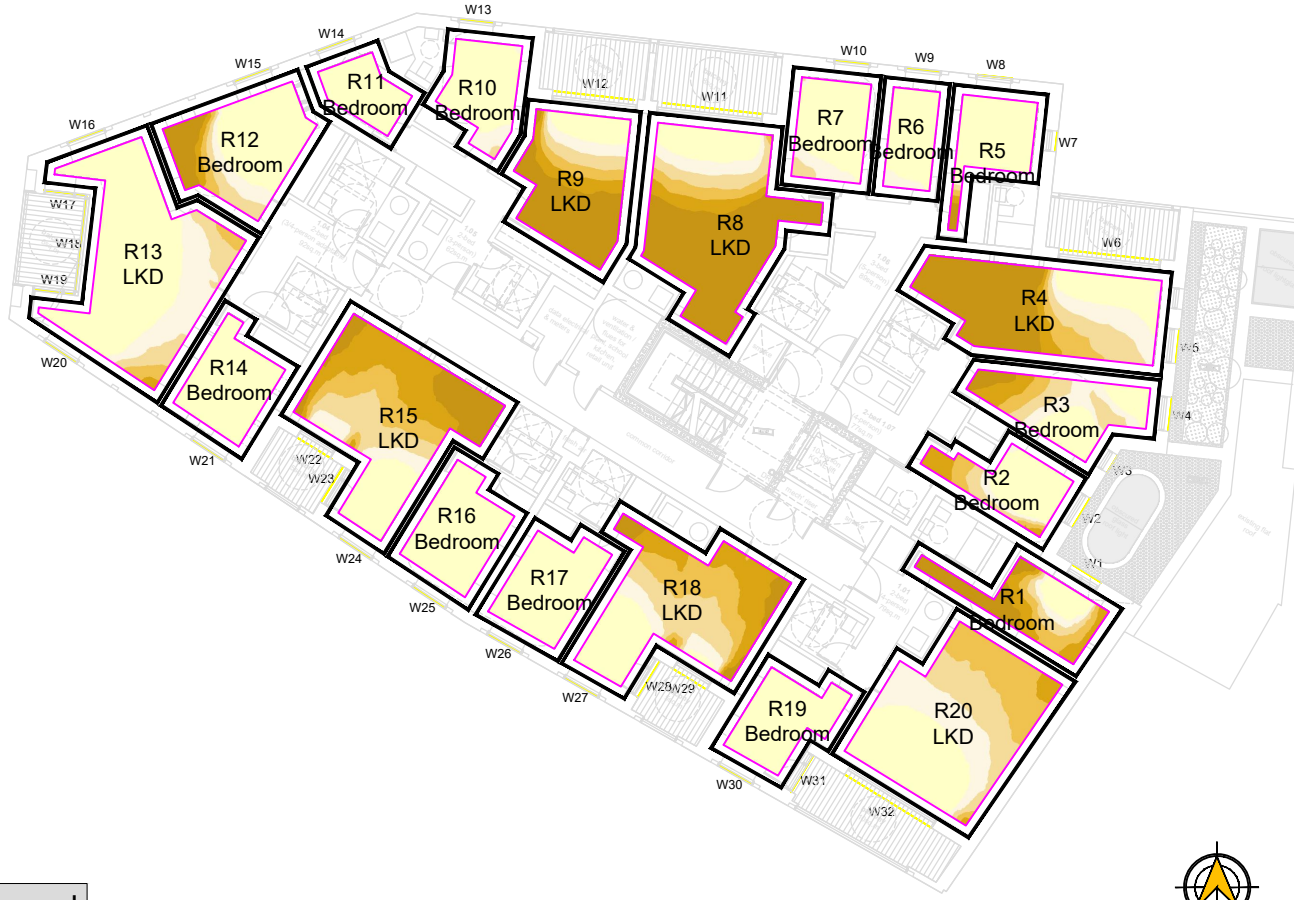 W13
W14
W15
W16
W12
W11
W10
W9
W8
W7
R11
Bedroom
R10
Bedroom
R12
Bedroom
R9
LKD
R8
LKD
R7
Bedroom
R6
Bedroom
R5
Bedroom
W17
W18
W19
W20
R13
LKD
W6
R4
LKD
W5
W4
R14
Bedroom
R15
LKD
R3
Bedroom
R2
Bedroom
W3
W2
W1
W21
W22
W23
W24
R16
Bedroom
R17
Bedroom
R18
LKD
R1
Bedroom
W25
W26
W27
W28
W29
R19
Bedroom
R20
LKD
W30
W31
W32